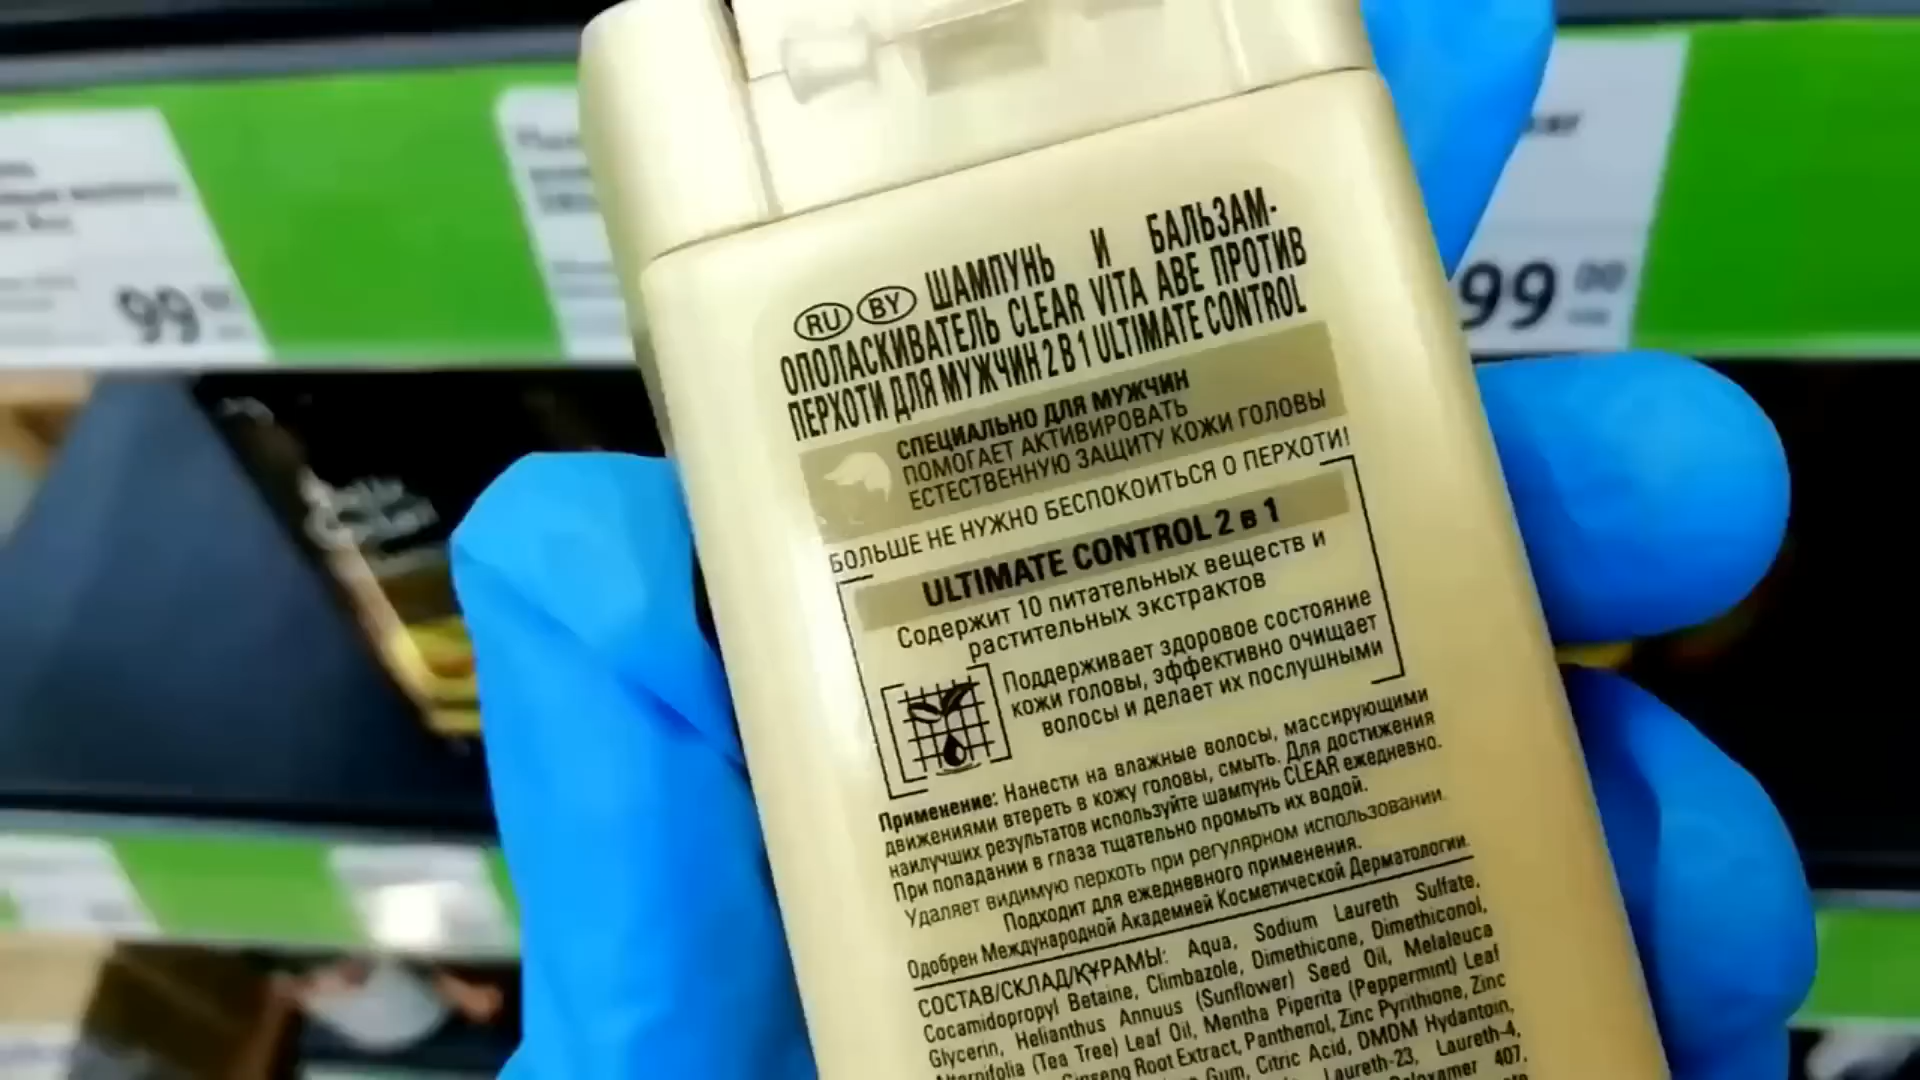 99
99 00
RU BY ШАМПУНЬ И БАЛЬЗАМ-
ОПОЛАСКИВАТЕЛЬ CLEAR VITA ABE ПРОТИВ
ПЕРХОТИ ДЛЯ МУЖЧИН 2 В 1 ULTIMATE CONTROL
СПЕЦИАЛЬНО ДЛЯ МУЖЧИН
ПОМОГАЕТ АКТИВИРОВАТЬ
ЕСТЕСТВЕННУЮ ЗАЩИТУ КОЖИ ГОЛОВЫ
БОЛЬШЕ НЕ НУЖНО БЕСПОКОИТЬСЯ О ПЕРХОТИ!
ULTIMATE CONTROL 2 в 1
Содержит 10 питательных веществ и
растительных экстрактов
Поддерживает здоровое состояние
кожи головы, эффективно очищает
волосы и делает их послушными
Применение: Нанести на влажные волосы, массирующими
движениями втереть в кожу головы, смыть. Для достижения
наилучших результатов используйте шампунь CLEAR ежедневно.
При попадании в глаза тщательно промыть их водой.
Удаляет видимую перхоть при регулярном использовании.
Подходит для ежедневного применения.
Одобрен Международной Академией Косметической Дерматологии.
СОСТАВ/СКЛАД/ҚҰРАМЫ: Aqua, Sodium Laureth Sulfate,
Cocamidopropyl Betaine, Climbazole, Dimethicone, Dimethiconol,
Glycerin, Helianthus Annuus (Sunflower) Seed Oil, Melaleuca
Alternifolia (Tea Tree) Leaf Oil, Mentha Piperita (Peppermint) Leaf
Ginseng Root Extract, Panthenol, Zinc Pyrithione, Zinc
Gum, Citric Acid, DMDM Hydantoin,
Laureth-23, Laureth-4,
407,